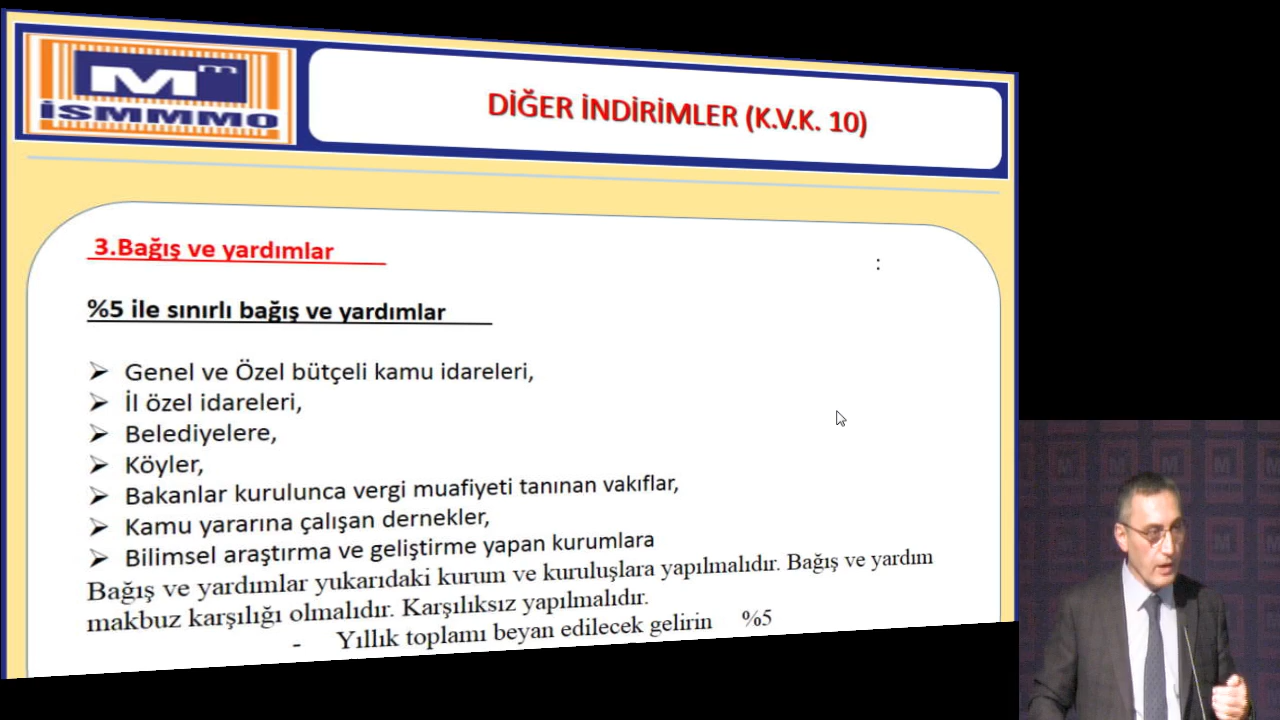 Mm
İSMMMO
DİĞER İNDİRİMLER (K.V.K. 10)
3.Bağış ve yardımlar
:
%5 ile sınırlı bağış ve yardımlar
➢ Genel ve Özel bütçeli kamu idareleri,
➢ İl özel idareleri,
➢ Belediyelere,
➢ Köyler,
➢ Bakanlar kurulunca vergi muafiyeti tanınan vakıflar,
➢ Kamu yararına çalışan dernekler,
➢ Bilimsel araştırma ve geliştirme yapan kurumlara
Bağış ve yardımlar yukarıdaki kurum ve kuruluşlara yapılmalıdır. Bağış ve yardım
makbuz karşılığı olmalıdır. Karşılıksız yapılmalıdır.
- Yıllık toplamı beyan edilecek gelirin %5